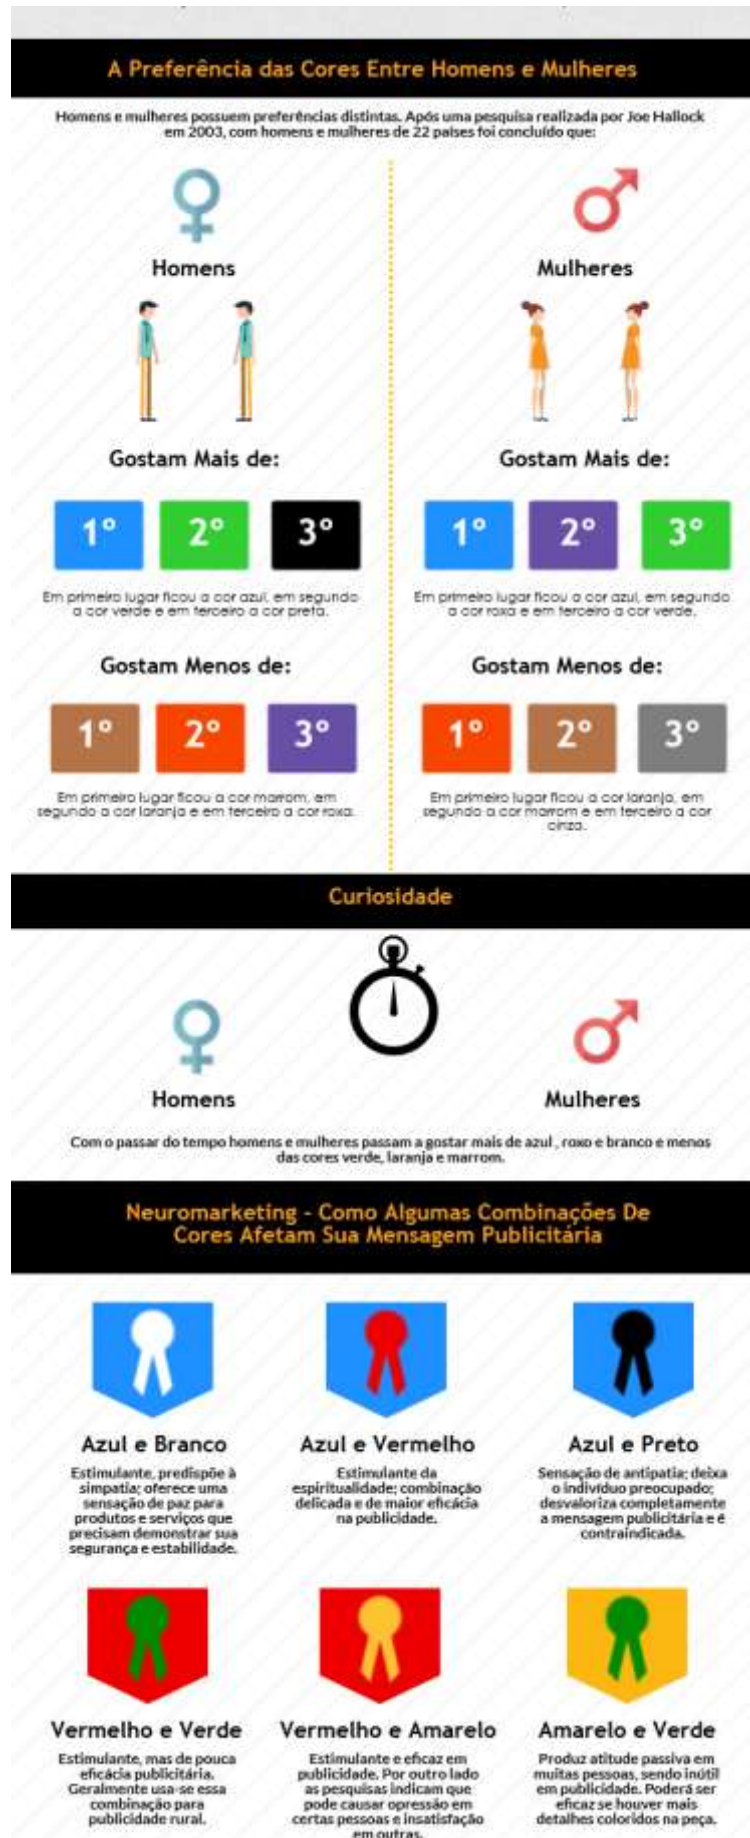 A Preferência das Cores Entre Homens e Mulheres
Homens e mulheres possuem preferências distintas. Após uma pesquisa realizada por Joe Hallock
em 2003, com homens e mulheres de 22 países foi concluído que:
Homens
Gostam Mais de:
1º 2º 3º
Em primeiro lugar ficou a cor azul, em segundo
a cor verde e em terceiro a cor preta.
Gostam Menos de:
1º 2º 3º
Em primeiro lugar ficou a cor marrom, em
segundo a cor laranja e em terceiro a cor roxa.
Mulheres
Gostam Mais de:
1º 2º 3º
Em primeiro lugar ficou a cor azul, em segundo
a cor roxa e em terceiro a cor verde.
Gostam Menos de:
1º 2º 3º
Em primeiro lugar ficou a cor laranja, em
segundo a cor marrom e em terceiro a cor
cinza.
Curiosidade
Homens
Mulheres
Com o passar do tempo homens e mulheres passam a gostar mais de azul , roxo e branco e menos
das cores verde, laranja e marrom.
Neuromarketing - Como Algumas Combinações De
Cores Afetam Sua Mensagem Publicitária
Azul e Branco
Estimulante, predispõe à
simpatia; oferece uma
sensação de paz para
produtos e serviços que
precisam demonstrar sua
segurança e estabilidade.
Azul e Vermelho
Estimulante da
espiritualidade; combinação
delicada e de maior eficácia
na publicidade.
Azul e Preto
Sensação de antipatia; deixa
o indivíduo preocupado;
desvaloriza completamente
a mensagem publicitária e é
contraindicada.
Vermelho e Verde
Estimulante, mas de pouca
eficácia publicitária.
Geralmente usa-se essa
combinação para
publicidade rural.
Vermelho e Amarelo
Estimulante e eficaz em
publicidade. Por outro lado
as pesquisas indicam que
pode causar opressão em
certas pessoas e insatisfação
em outras.
Amarelo e Verde
Produz atitude passiva em
muitas pessoas, sendo inútil
em publicidade. Poderá ser
eficaz se houver mais
detalhes coloridos na peça.